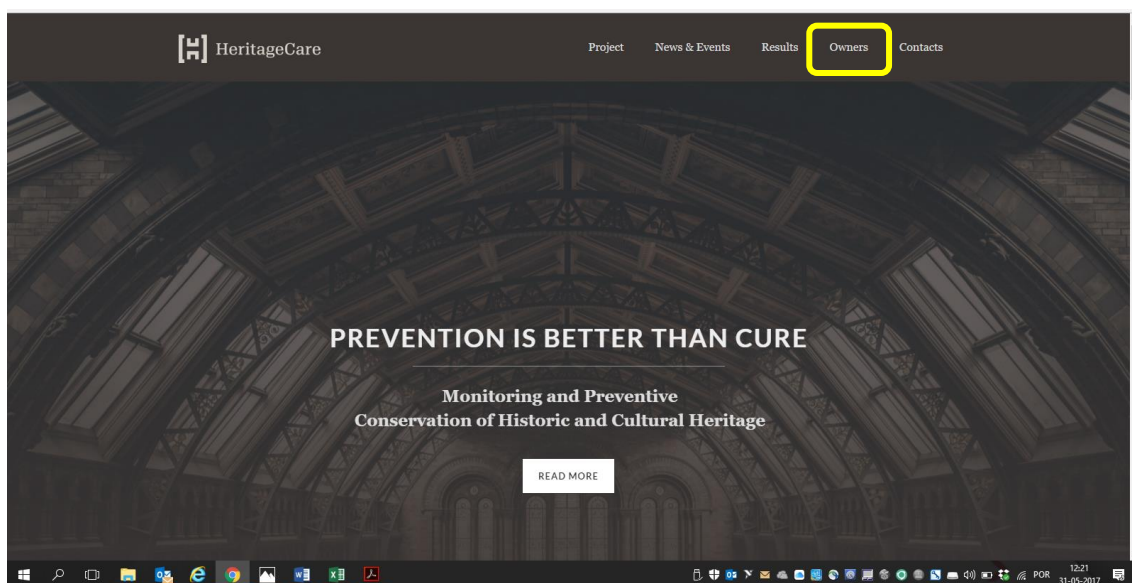 HeritageCare
Project News & Events Results Owners Contacts
PREVENTION IS BETTER THAN CURE
Monitoring and Preventive
Conservation of Historic and Cultural Heritage
READ MORE
POR
12:21
31-05-2017